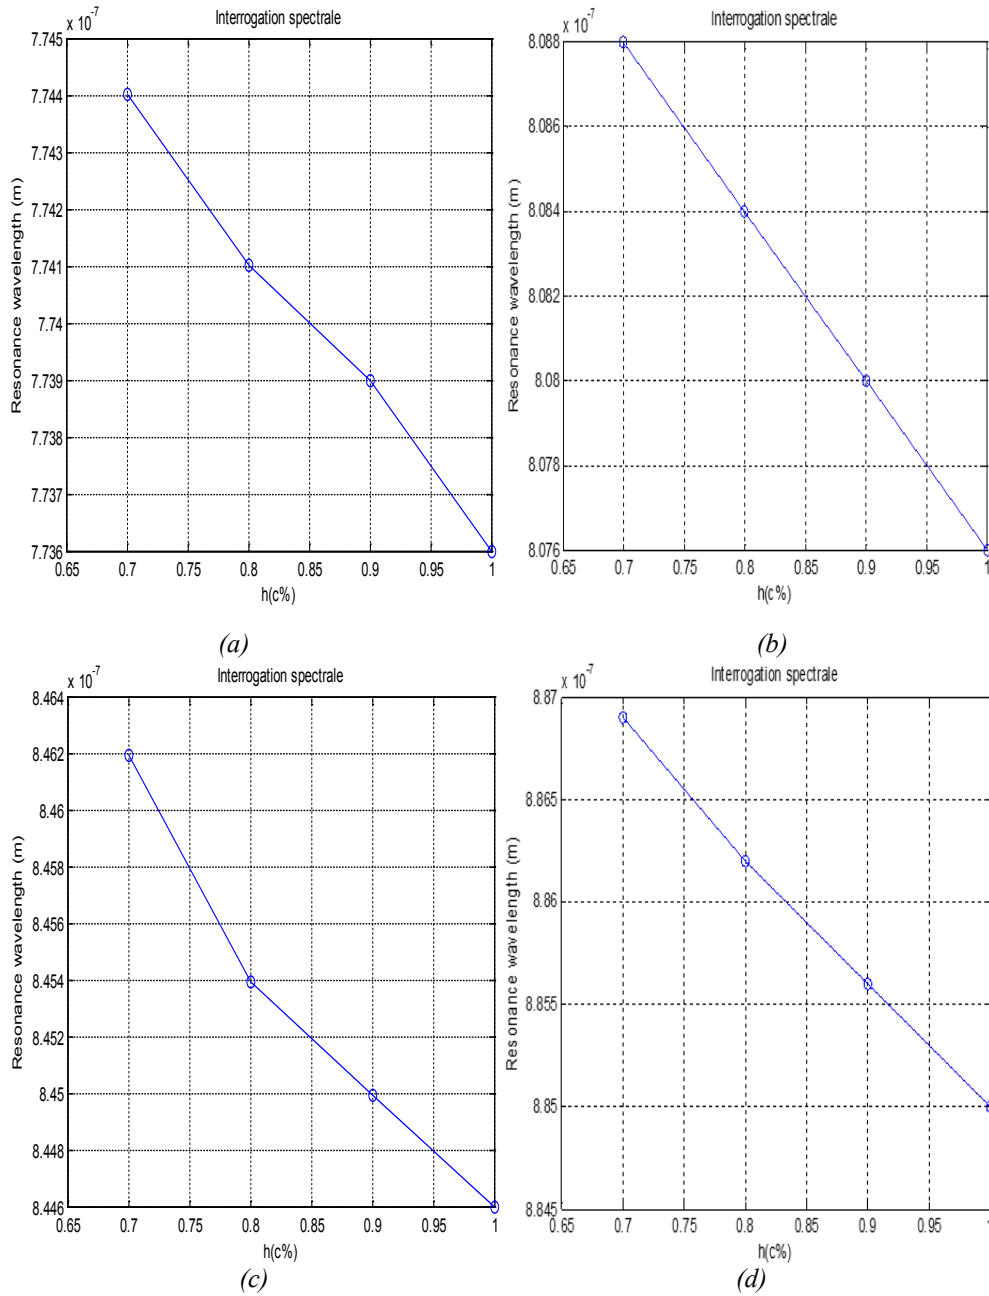 x 10-7
Interrogation spectrale
7.745
7.744
7.743
7.742
7.741
7.74
7.739
7.738
7.737
7.736
Resonance wavelength (m)
0.65 0.7 0.75 0.8 0.85 0.9 0.95 1
h(c%)
(a)
x 10-7
Interrogation spectrale
8.088
8.086
8.084
8.082
8.08
8.078
8.076
Resonance wavelength (m)
0.65 0.7 0.75 0.8 0.85 0.9 0.95 1
h(c%)
(b)
x 10-7
Interrogation spectrale
8.464
8.462
8.46
8.458
8.456
8.454
8.452
8.45
8.448
8.446
Resonance wavelength (m)
0.65 0.7 0.75 0.8 0.85 0.9 0.95 1
h(c%)
(c)
x 10-7
Interrogation spectrale
8.87
8.865
8.86
8.855
8.85
8.845
Resonance wavelength (m)
0.65 0.7 0.75 0.8 0.85 0.9 0.95
h(c%)
(d)